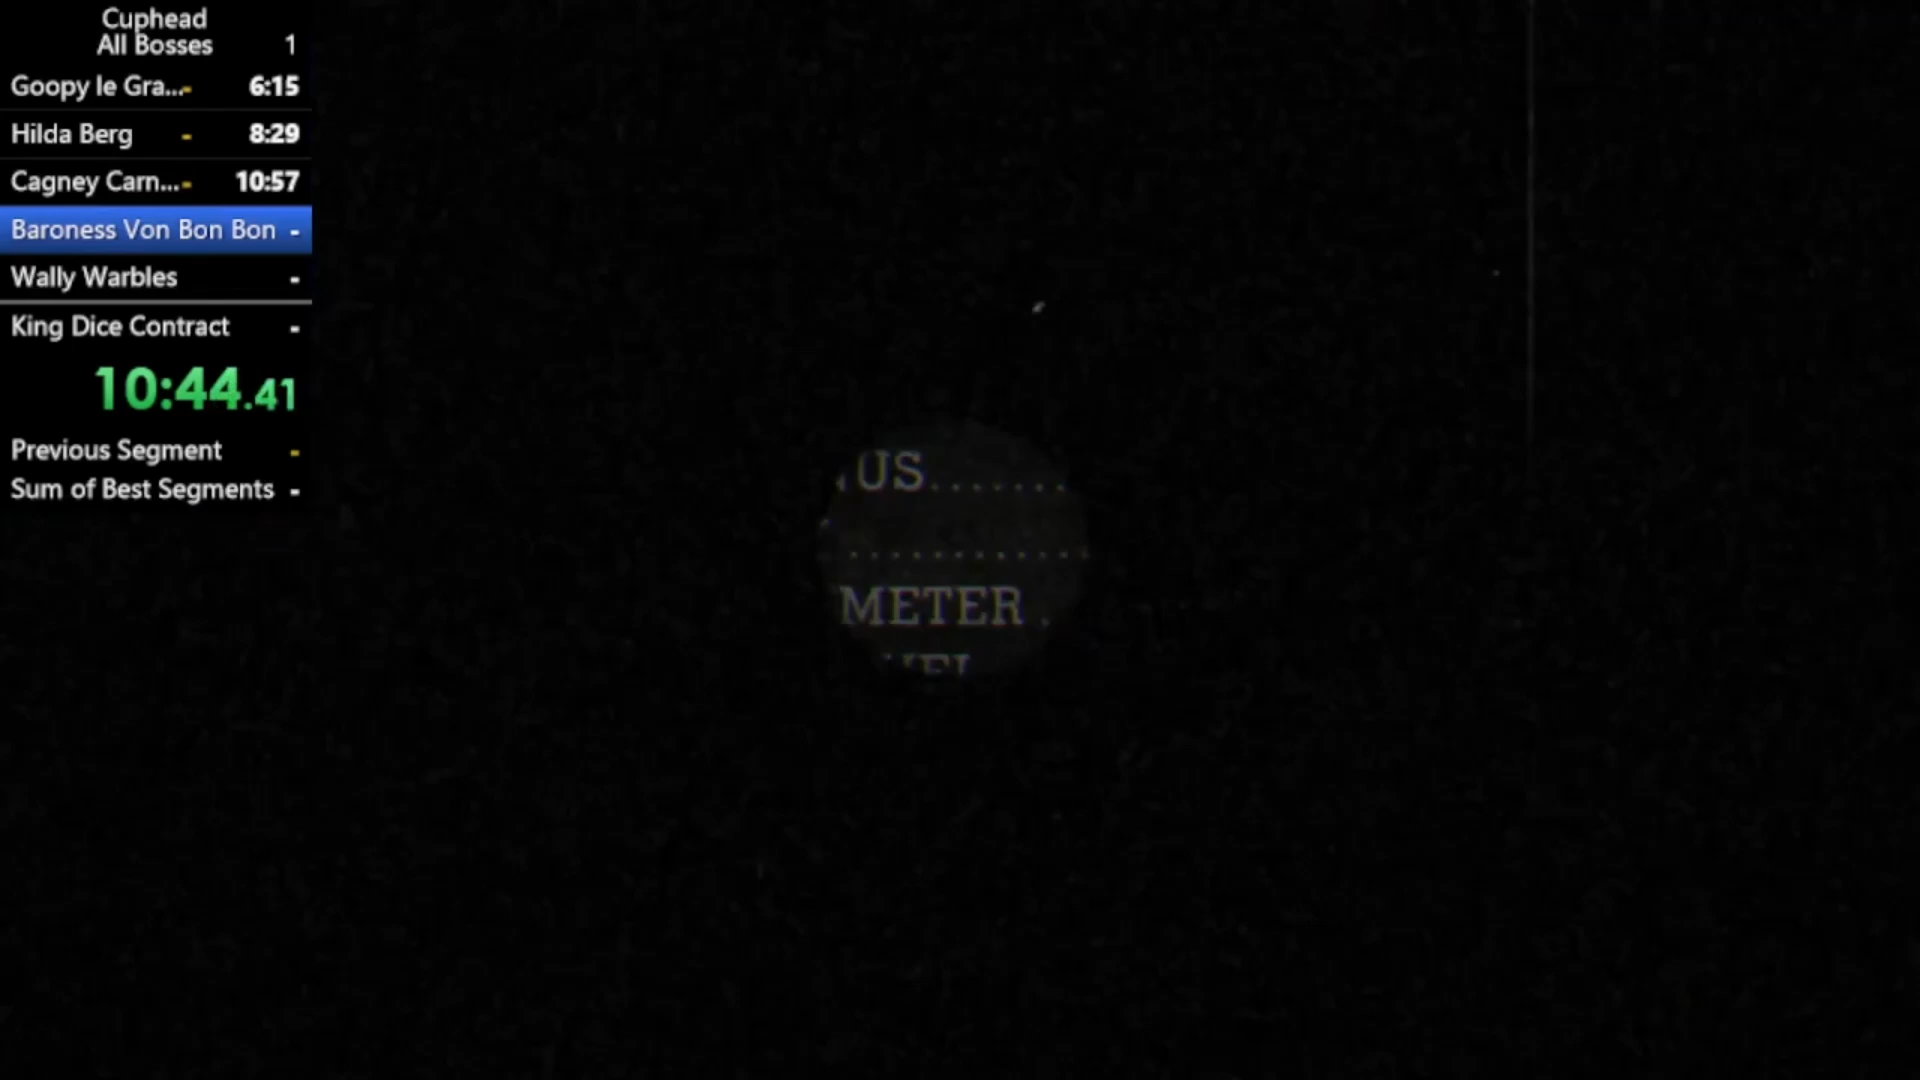 Cuphead
All Bosses 1
Goopy le Gra... - 6:15
Hilda Berg - 8:29
Cagney Carn... - 10:57
Baroness Von Bon Bon -
Wally Warbles -
King Dice Contract -
10:44.41
Previous Segment -
Sum of Best Segments -
US.......
............
METER .